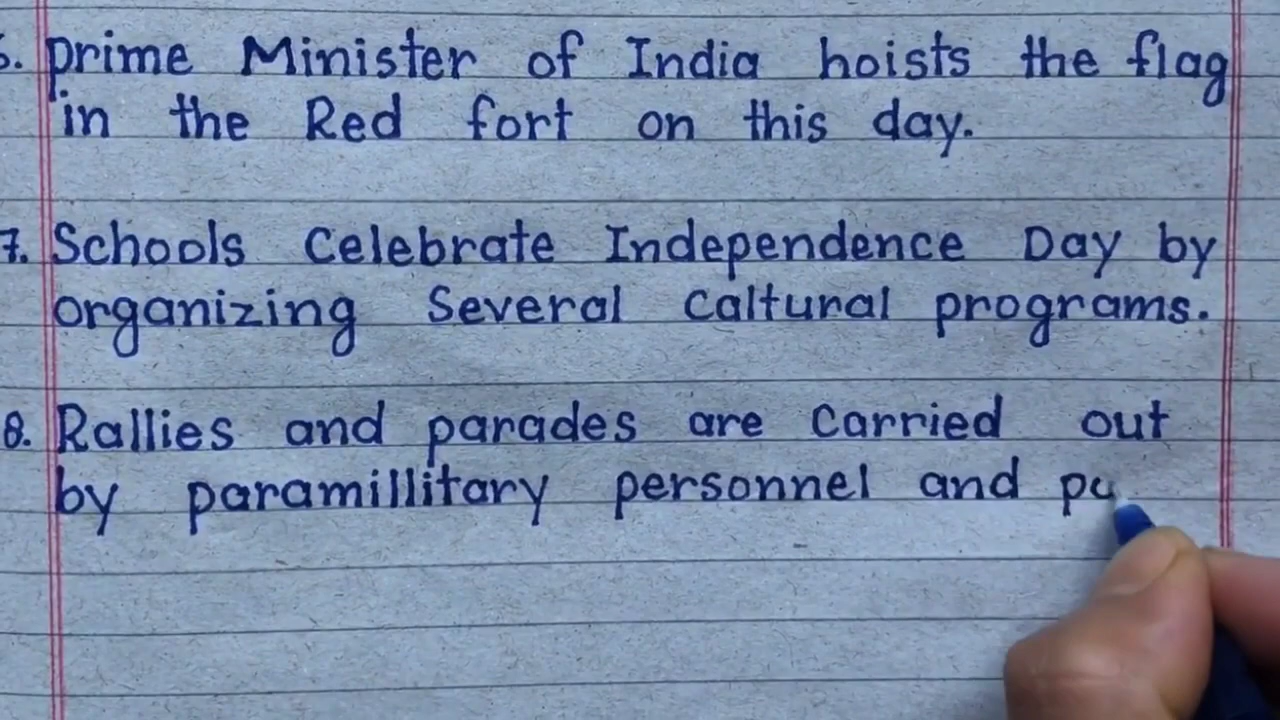 6. prime Minister of India hoists the flag
in the Red fort on this day.
7. Schools Celebrate Independence Day by
organizing Several Caltural programs.
8. Rallies and parades are Carried out
by paramillitary personnel and